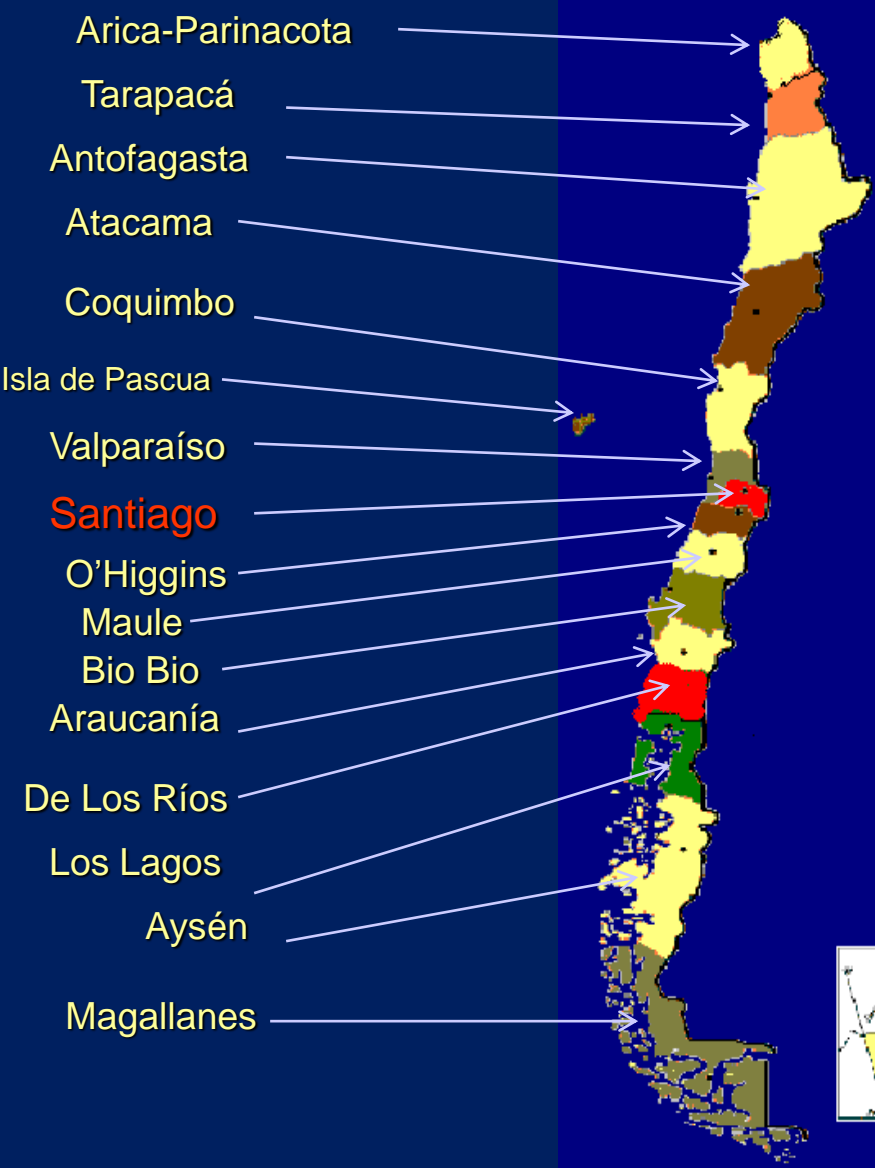 Arica-Parinacota
Tarapacá
Antofagasta
Atacama
Coquimbo
Isla de Pascua
Valparaíso
Santiago
O’Higgins
Maule
Bio Bio
Araucanía
De Los Ríos
Los Lagos
Aysén
Magallanes